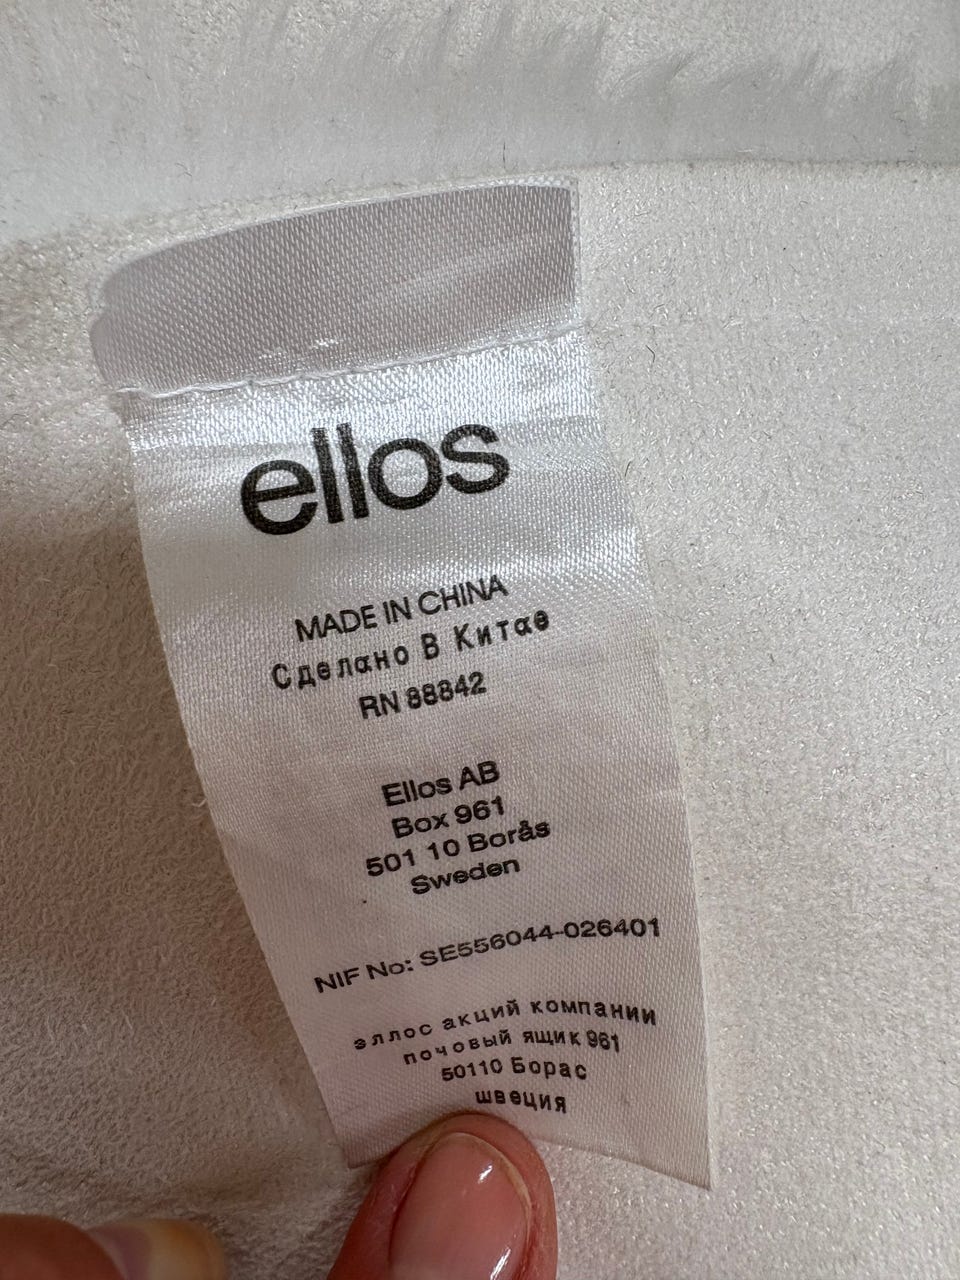 ellos
MADE IN CHINA
Сделано В Китае
RN 88842
Ellos AB
Box 961
501 10 Borås
Sweden
NIF No: SE556044-026401
эллос акций компании
почовый ящик 961
50110 Борас
швеция